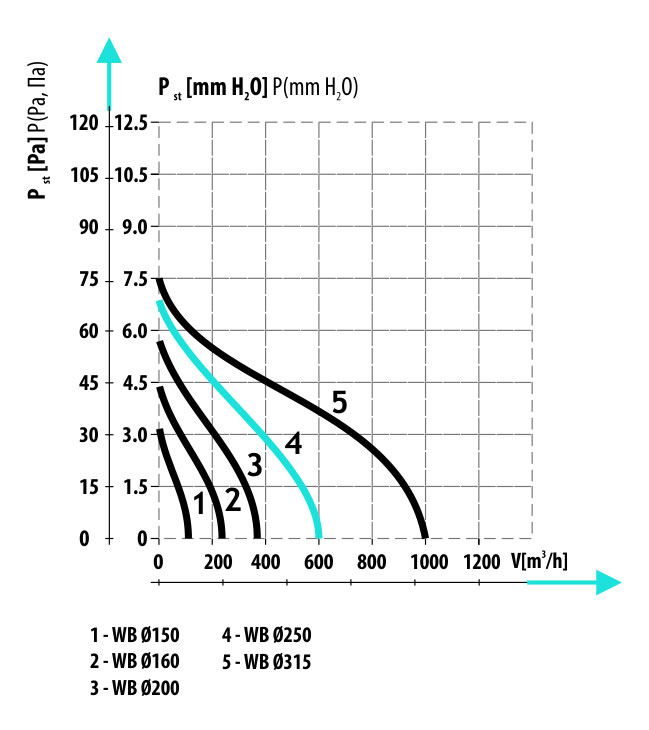 P st [mm H2O] P(mm H2O)
P st [Pa] P(Pa, Па)
120 12.5
105 10.5
90 9.0
75 7.5
60 6.0
45 4.5
30 3.0
15 1.5
0 0
5
4
3
2
1
0 200 400 600 800 1000 1200 V[m³/h]
1 - WB Ø150 4 - WB Ø250
2 - WB Ø160 5 - WB Ø315
3 - WB Ø200